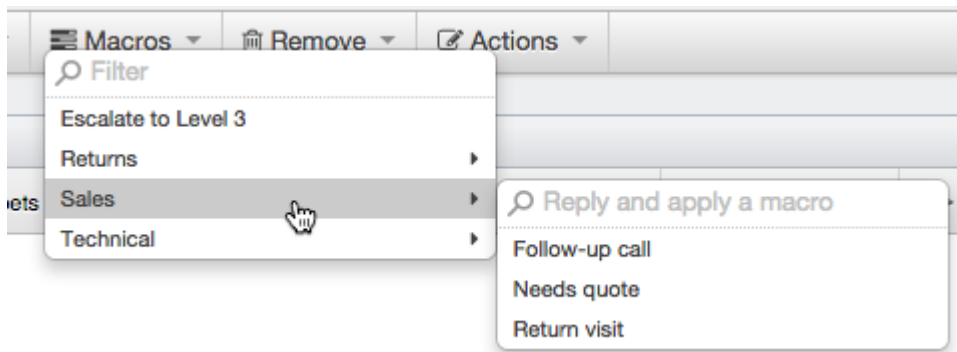 Macros Remove Actions
Filter
Escalate to Level 3
Returns
Sales
Technical
Reply and apply a macro
Follow-up call
Needs quote
Return visit